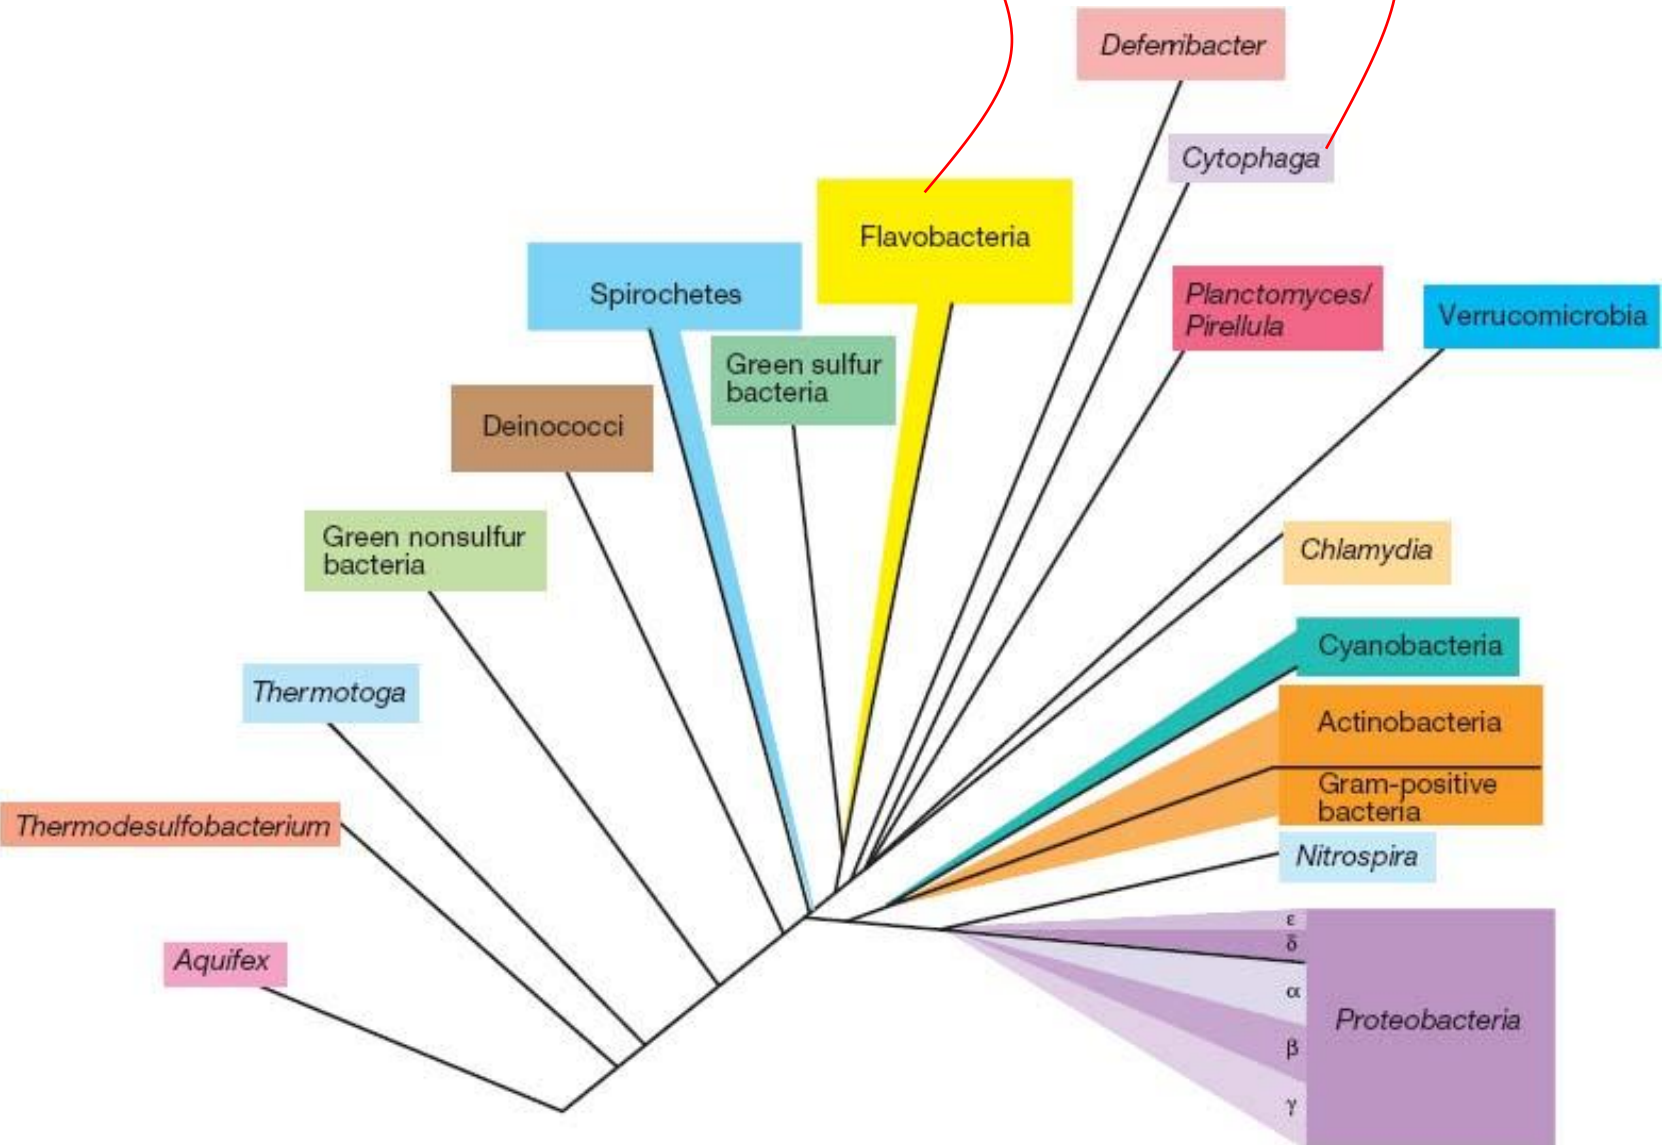 Deferribacter
Cytophaga
Flavobacteria
Spirochetes
Planctomyces/
Pirellula
Verrucomicrobia
Green sulfur
bacteria
Deinococci
Green nonsulfur
bacteria
Chlamydia
Cyanobacteria
Thermotoga
Actinobacteria
Gram-positive
bacteria
Thermodesulfobacterium
Nitrospira
ε
δ
Aquifex
α
Proteobacteria
β
γ